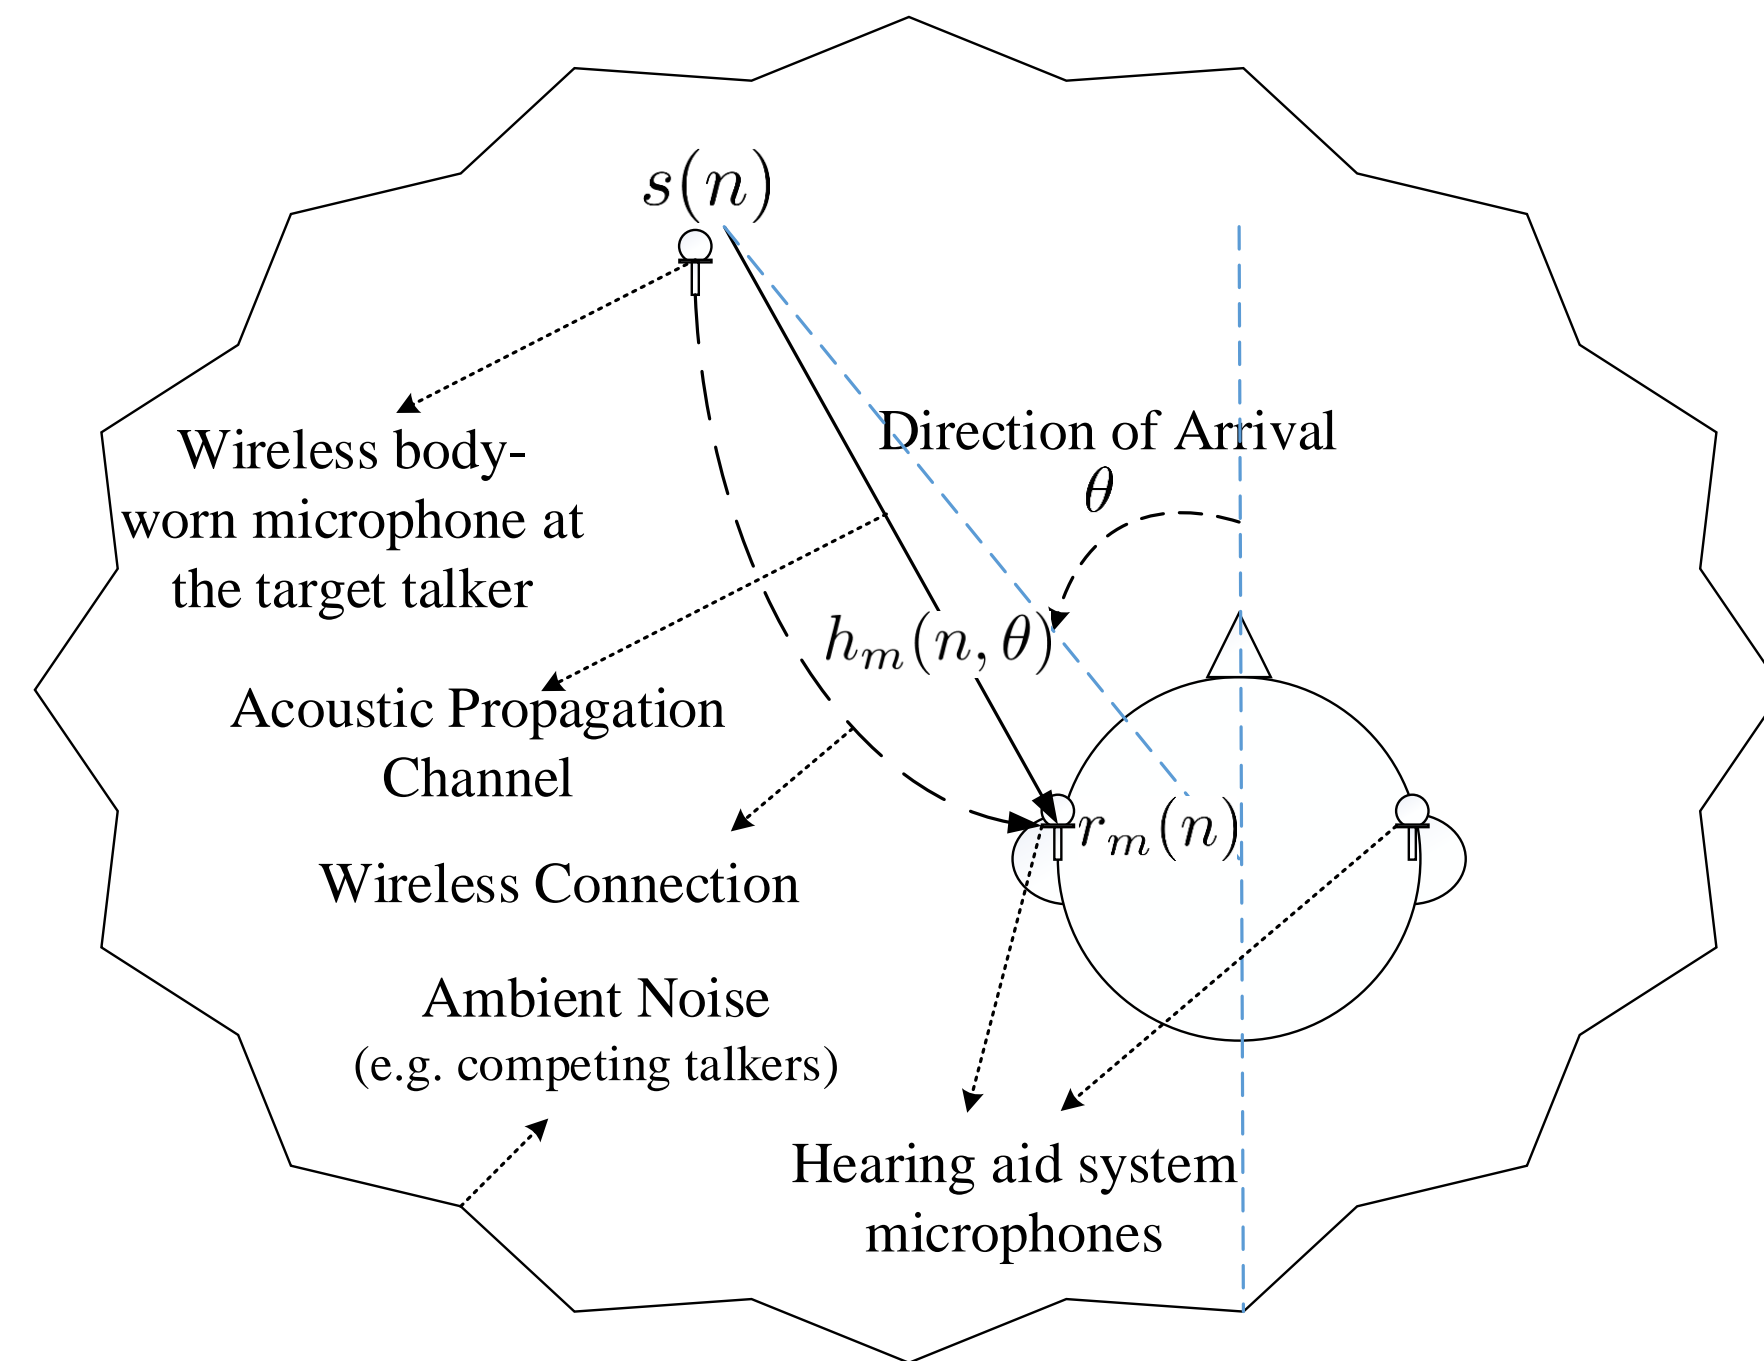 s(n)
Direction of Arrival
θ
Wireless body-
worn microphone at
the target talker
h_m(n, θ)
Acoustic Propagation
Channel
r_m(n)
Wireless Connection
Ambient Noise
(e.g. competing talkers)
Hearing aid system
microphones